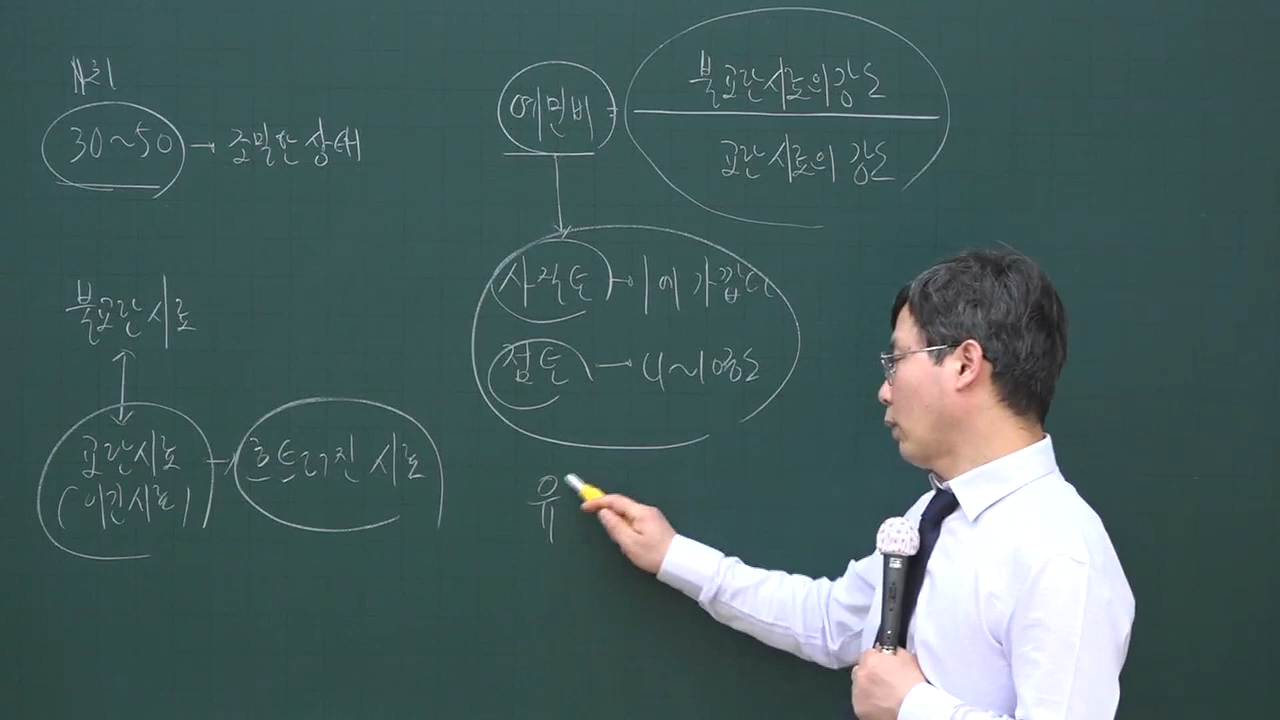 N치
30~50 → 조밀한 상태
불교란시료
교란시료 → 흐트러진 시료
(이긴시료)
예민비 = 불교란시료의 강도
교란시료의 강도
사질토 → 1에 가깝다
점토 → 4~10정도
유